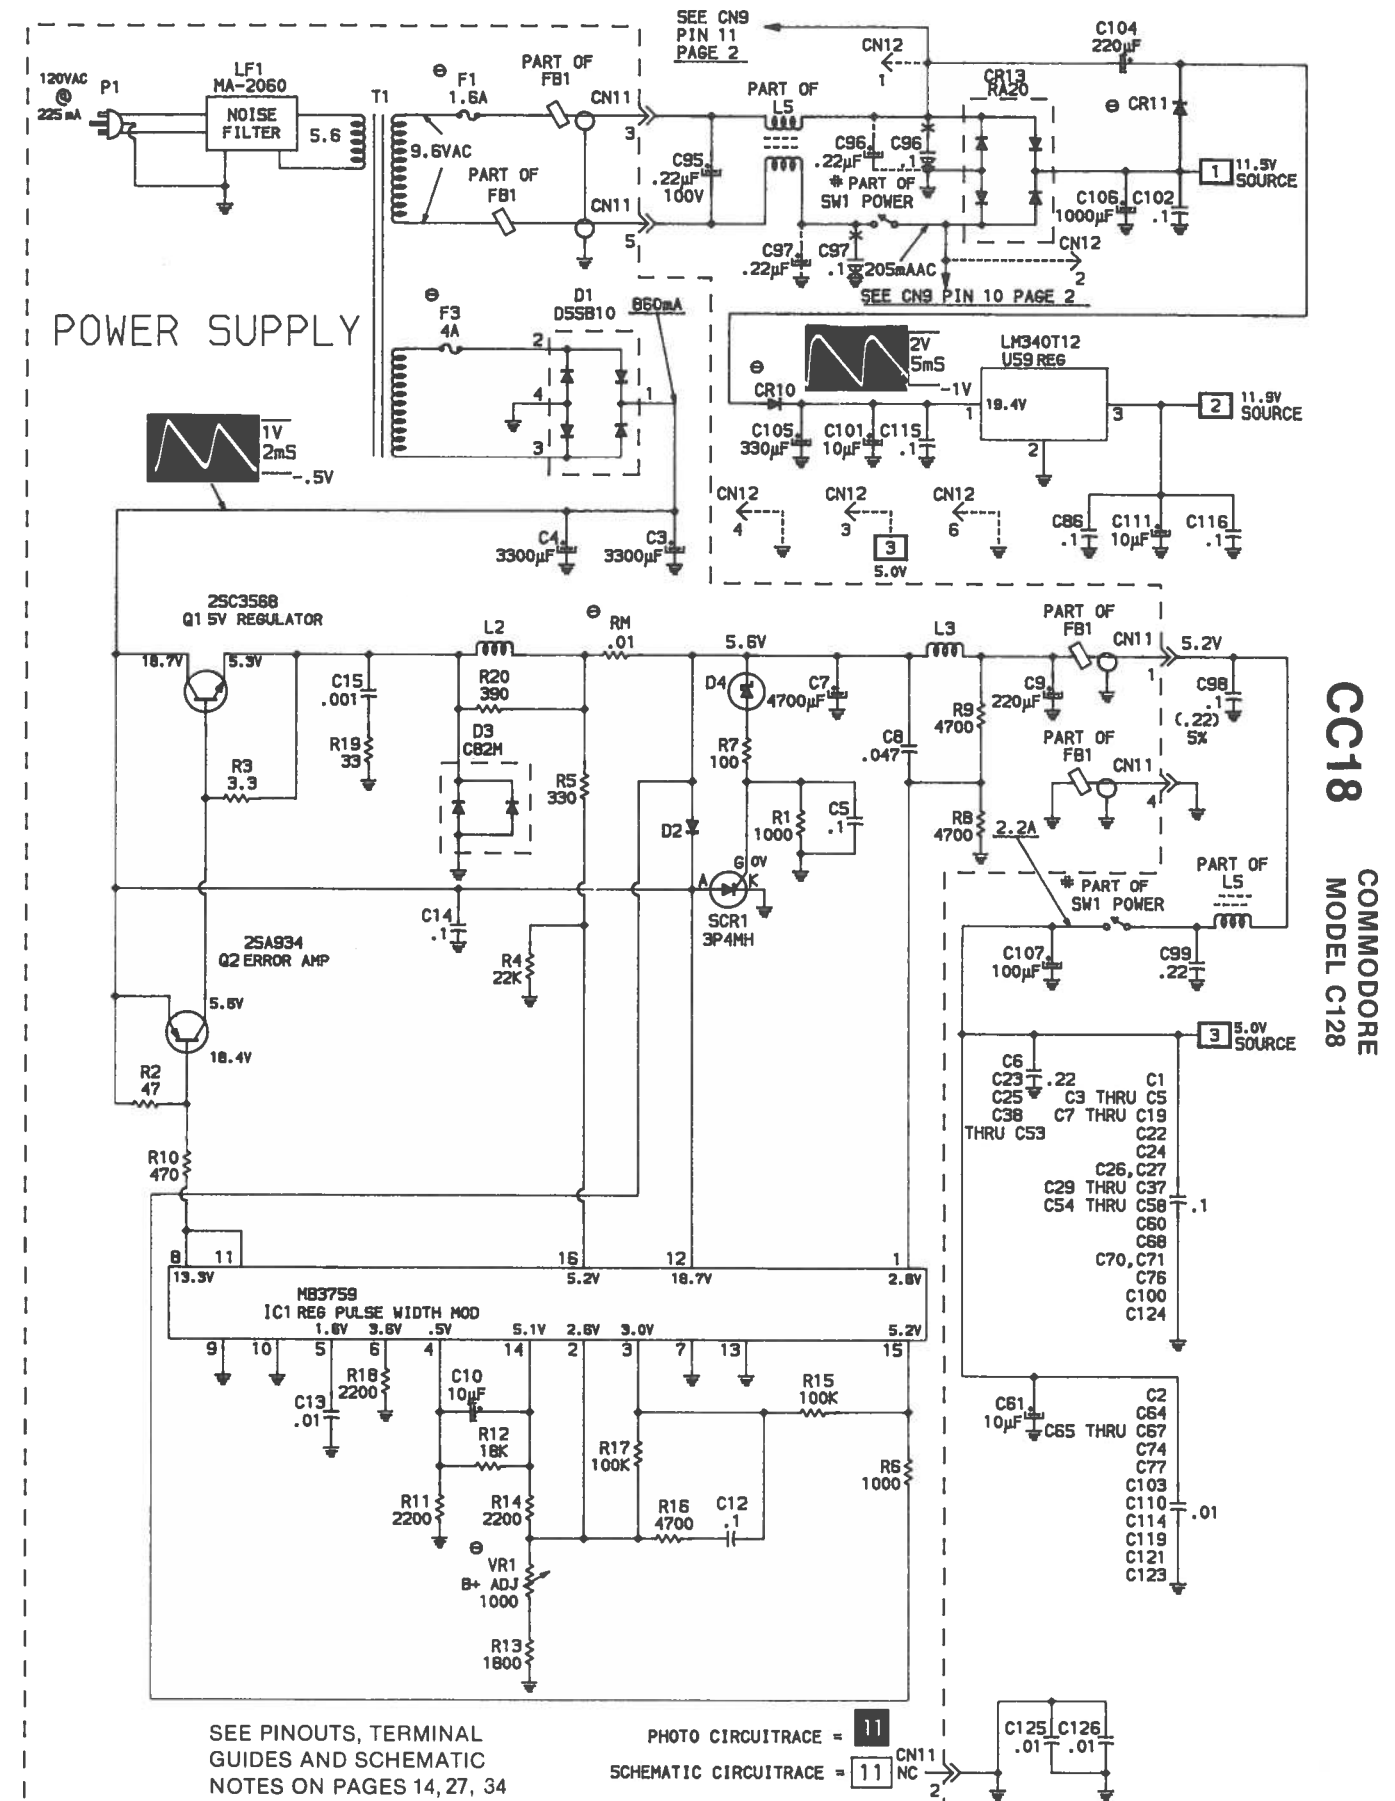 SEE CN9
PIN 11
PAGE 2
C104
220µF
120VAC
@
225mA
P1
LF1
MA-2060
NOISE
FILTER
5.6
T1
⊖ F1
1.6A
PART OF
FB1
CN11
3
9.6VAC
PART OF
FB1
CN11
5
C95
.22µF
100V
PART OF
L5
CN12
1
C96
.22µF
C96
.1
* PART OF
SW1 POWER
CR13
RA20
⊖ CR11
1
11.5V
SOURCE
C106
1000µF
C102
.1
C97
.22µF
C97
.1
205mAAC
CN12
2
SEE CN9 PIN 10 PAGE 2
POWER SUPPLY
⊖
F3
4A
D1
D5SB10
860mA
2
4
1
3
2V
5mS
-1V
⊖
CR10
LM340T12
U59 REG
1
19.4V
3
2
2
11.9V
SOURCE
C105
330µF
C101
10µF
C115
.1
1V
2mS
-.5V
CN12
4
CN12
3
3
5.0V
CN12
6
C86
.1
C111
10µF
C116
.1
C4
3300µF
C3
3300µF
2SC3568
Q1 5V REGULATOR
18.7V
5.3V
L2
⊖ RM
.01
5.6V
L3
PART OF
FB1
CN11
1
5.2V
C15
.001
R20
390
D4
C7
4700µF
R9
4700
C9
220µF
C98
.1
(.22)
5%
R19
33
D3
C82M
R7
100
C8
.047
PART OF
FB1
CN11
4
R3
3.3
R5
330
D2
R1
1000
C5
.1
R8
4700
2.2A
G 0V
A
K
SCR1
3P4MH
* PART OF
SW1 POWER
PART OF
L5
C14
.1
2SA934
Q2 ERROR AMP
R4
22K
C107
100µF
C99
.22
5.6V
18.4V
R2
47
3
5.0V
SOURCE
R10
470
C6
C23
C25
C38
THRU C53
.22
C1
C3 THRU C5
C7 THRU C19
C22
C24
C26,C27
C29 THRU C37
C54 THRU C58
C60
C68
C70,C71
C76
C100
C124
.1
8
11
16
12
1
13.3V
5.2V
18.7V
2.6V
MB3759
IC1 REG PULSE WIDTH MOD
1.6V
3.6V
.5V
5.1V
2.6V
3.0V
5.2V
9
10
5
6
4
14
2
3
7
13
15
C13
.01
R18
2200
C10
10µF
R12
18K
R15
100K
R17
100K
R11
2200
R14
2200
R16
4700
C12
.1
R6
1000
⊖
VR1
B+ ADJ
1000
R13
1800
C61
10µF
C2
C64
C65 THRU C67
C74
C77
C103
C110
C114
C119
C121
C123
.01
SEE PINOUTS, TERMINAL
GUIDES AND SCHEMATIC
NOTES ON PAGES 14, 27, 34
PHOTO CIRCUITRACE = 11
SCHEMATIC CIRCUITRACE = 11
CN11
NC
2
C125
.01
C126
.01
CC18
COMMODORE
MODEL C128